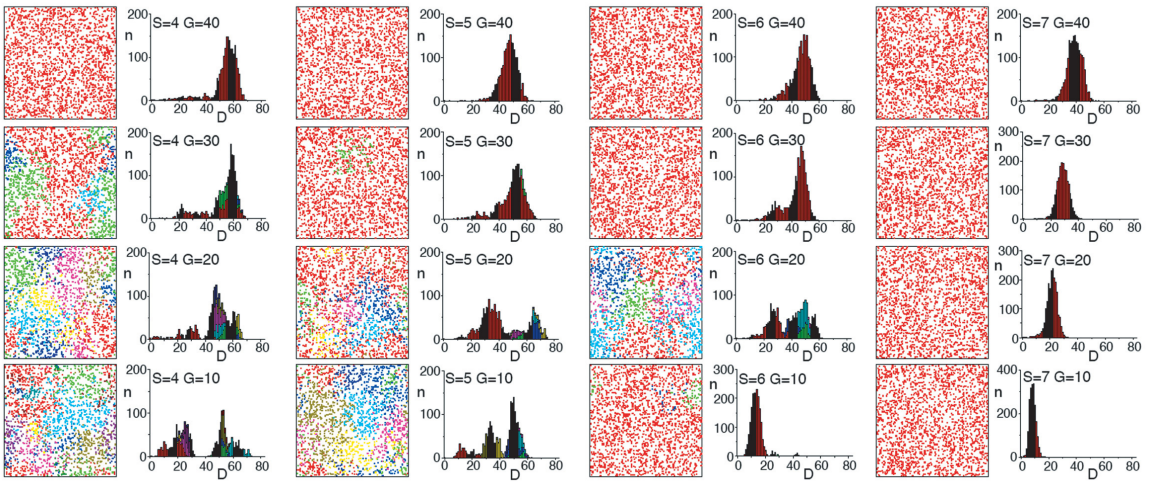 S=4 G=40
n
200
100
0
0 20 40 60 80
D
S=5 G=40
n
200
100
0
0 20 40 60 80
D
S=6 G=40
n
200
100
0
0 20 40 60 80
D
S=7 G=40
n
200
100
0
0 20 40 60 80
D
S=4 G=30
n
200
100
0
0 20 40 60 80
D
S=5 G=30
n
200
100
0
0 20 40 60 80
D
S=6 G=30
n
200
100
0
0 20 40 60 80
D
S=7 G=30
n
300
200
100
0
0 20 40 60 80
D
S=4 G=20
n
200
100
0
0 20 40 60 80
D
S=5 G=20
n
200
100
0
0 20 40 60 80
D
S=6 G=20
n
200
100
0
0 20 40 60 80
D
S=7 G=20
n
300
200
100
0
0 20 40 60 80
D
S=4 G=10
n
200
100
0
0 20 40 60 80
D
S=5 G=10
n
200
100
0
0 20 40 60 80
D
S=6 G=10
n
300
200
100
0
0 20 40 60 80
D
S=7 G=10
n
400
200
0
0 20 40 60 80
D